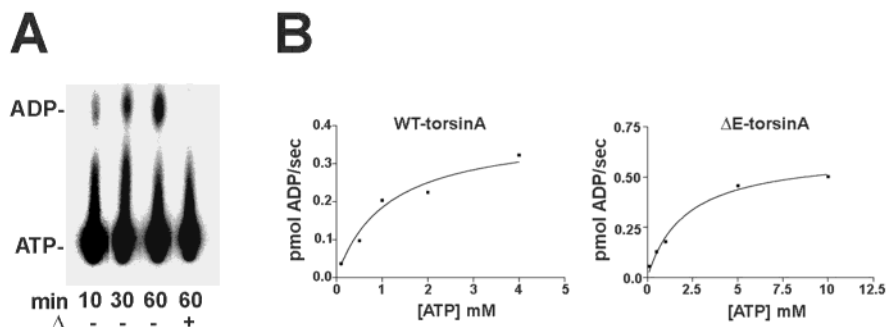 A
ADP-
ATP-
min 10 30 60 60
Δ - - - +
B
WT-torsinA
pmol ADP/sec
0.4
0.3
0.2
0.1
0.0
0 1 2 3 4 5
[ATP] mM
ΔE-torsinA
pmol ADP/sec
0.75
0.50
0.25
0.00
0.0 2.5 5.0 7.5 10.0 12.5
[ATP] mM